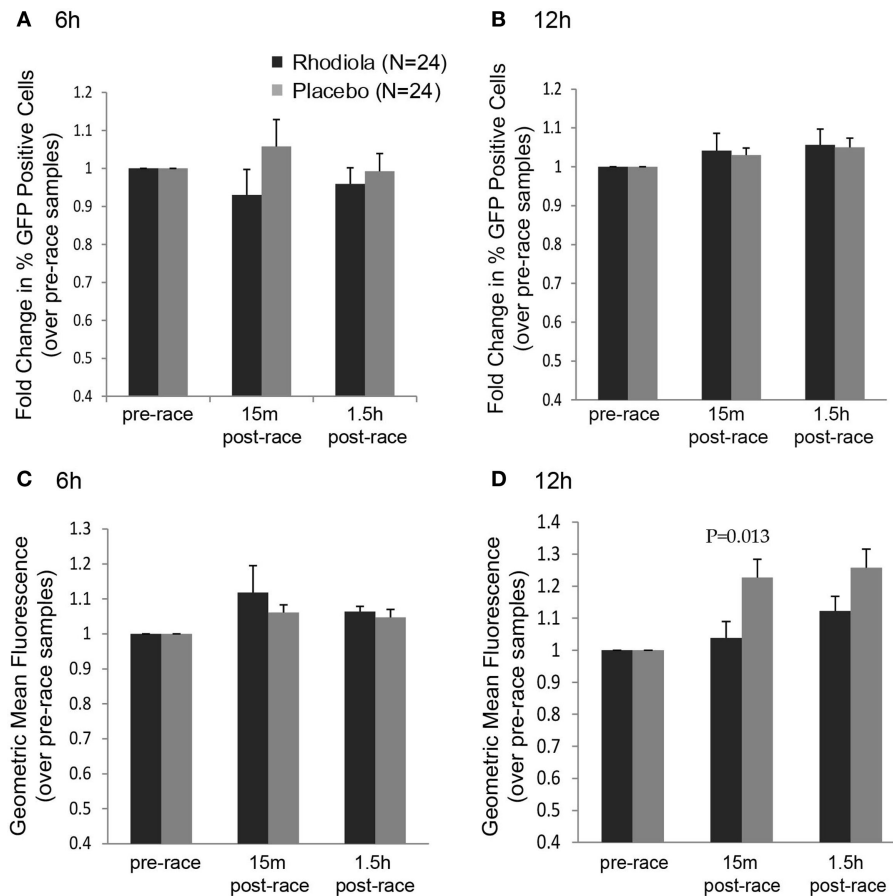 A 6h
Rhodiola (N=24)
Placebo (N=24)
Fold Change in % GFP Positive Cells
(over pre-race samples)
1.2
1.1
1
0.9
0.8
0.7
0.6
0.5
0.4
pre-race
15m
post-race
1.5h
post-race
B 12h
Fold Change in % GFP Positive Cells
(over pre-race samples)
1.2
1.1
1
0.9
0.8
0.7
0.6
0.5
0.4
pre-race
15m
post-race
1.5h
post-race
C 6h
Geometric Mean Fluorescence
(over pre-race samples)
1.3
1.2
1.1
1
0.9
0.8
0.7
0.6
0.5
0.4
pre-race
15m
post-race
1.5h
post-race
D 12h
P=0.013
Geometric Mean Fluorescence
(over pre-race samples)
1.4
1.3
1.2
1.1
1
0.9
0.8
0.7
0.6
0.5
0.4
pre-race
15m
post-race
1.5h
post-race